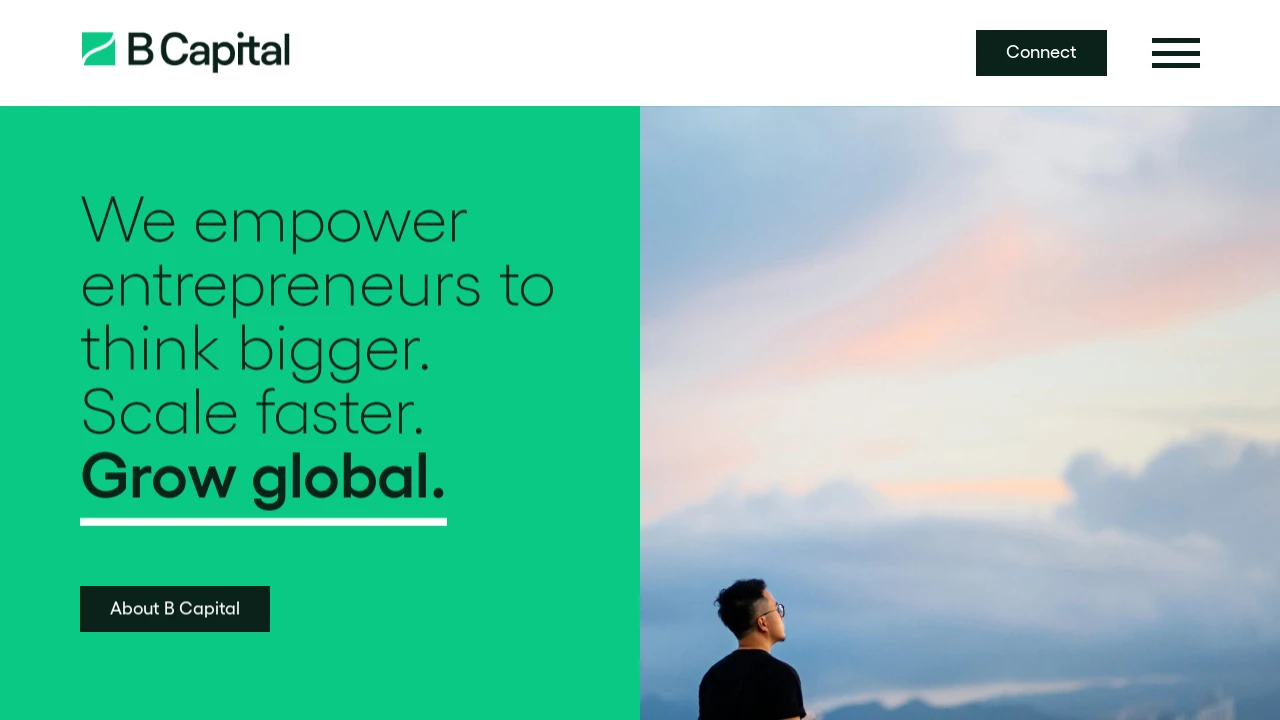 B Capital
Connect
We empower
entrepreneurs to
think bigger.
Scale faster.
Grow global.
About B Capital